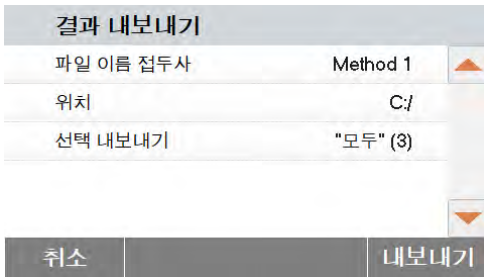 결과 내보내기
파일 이름 접두사 Method 1
위치 C:/
선택 내보내기 "모두" (3)
취소 내보내기